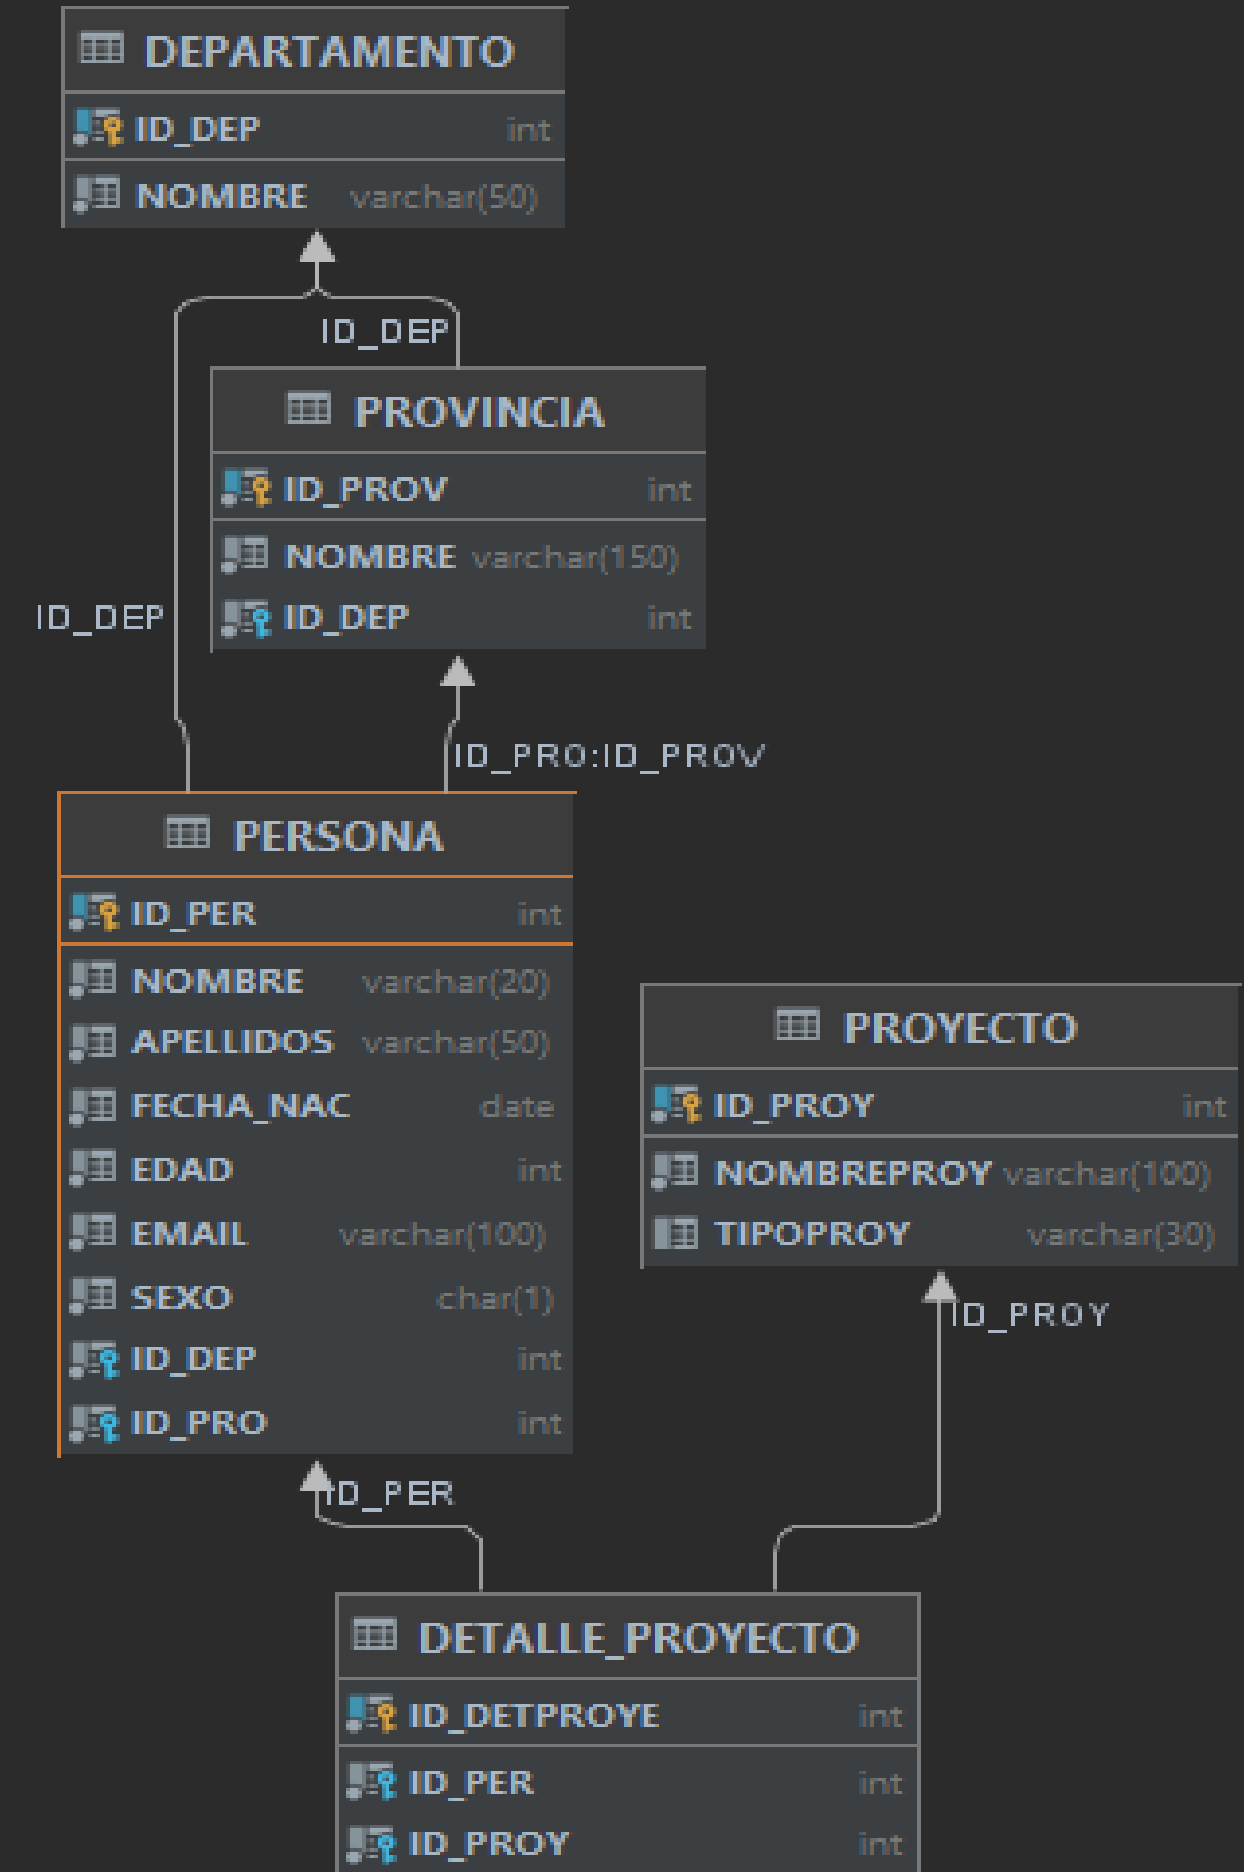 DEPARTAMENTO
ID_DEP int
NOMBRE varchar(50)
ID_DEP
PROVINCIA
ID_PROV int
NOMBRE varchar(150)
ID_DEP int
ID_DEP
ID_PRO:ID_PROV
PERSONA
ID_PER int
NOMBRE varchar(20)
APELLIDOS varchar(50)
FECHA_NAC date
EDAD int
EMAIL varchar(100)
SEXO char(1)
ID_DEP int
ID_PRO int
PROYECTO
ID_PROY int
NOMBREPROY varchar(100)
TIPOPROY varchar(30)
ID_PROY
ID_PER
DETALLE_PROYECTO
ID_DETPROYE int
ID_PER int
ID_PROY int